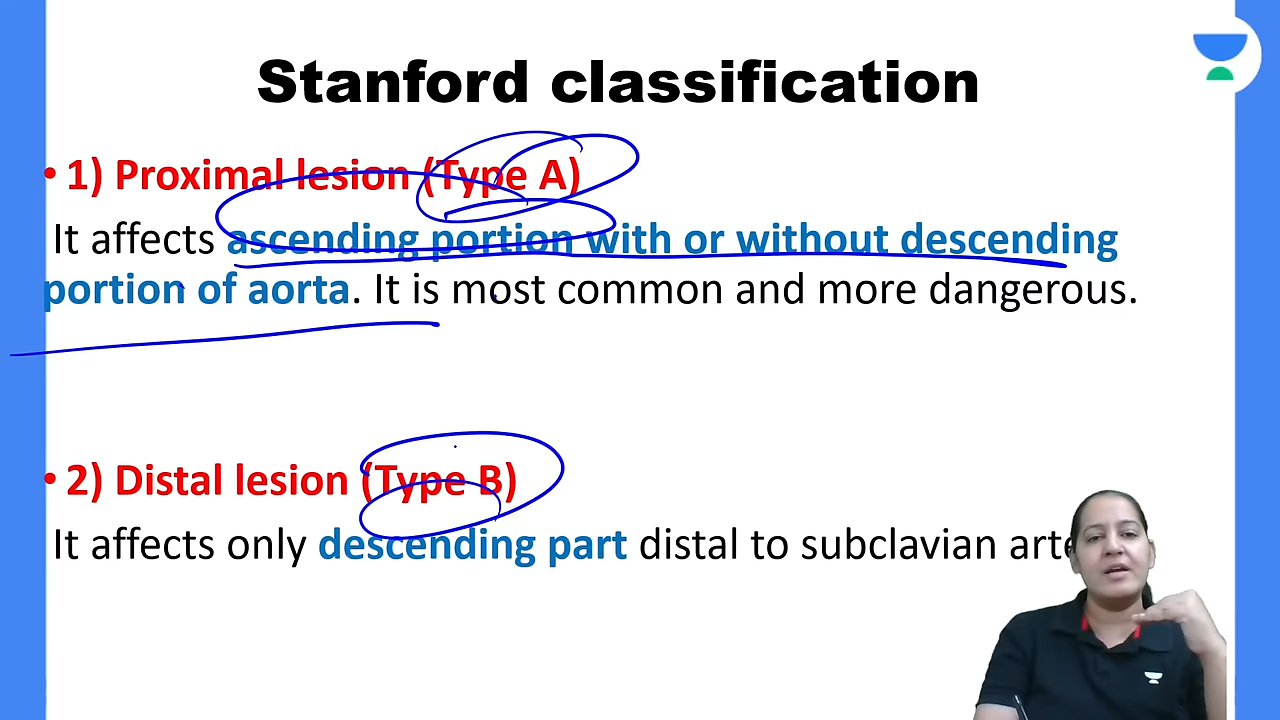 Stanford classification
• 1) Proximal lesion (Type A)
It affects ascending portion with or without descending
portion of aorta. It is most common and more dangerous.
• 2) Distal lesion (Type B)
It affects only descending part distal to subclavian